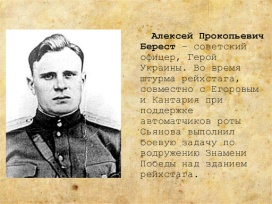 Алексей Прокопьевич
Берест – советский
офицер, Герой
Украины. Во время
штурма рейхстага,
совместно с Егоровым
и Кантария при
поддержке
автоматчиков роты
Сьянова выполнил
боевую задачу по
водружению Знамени
Победы над зданием
рейхстага.